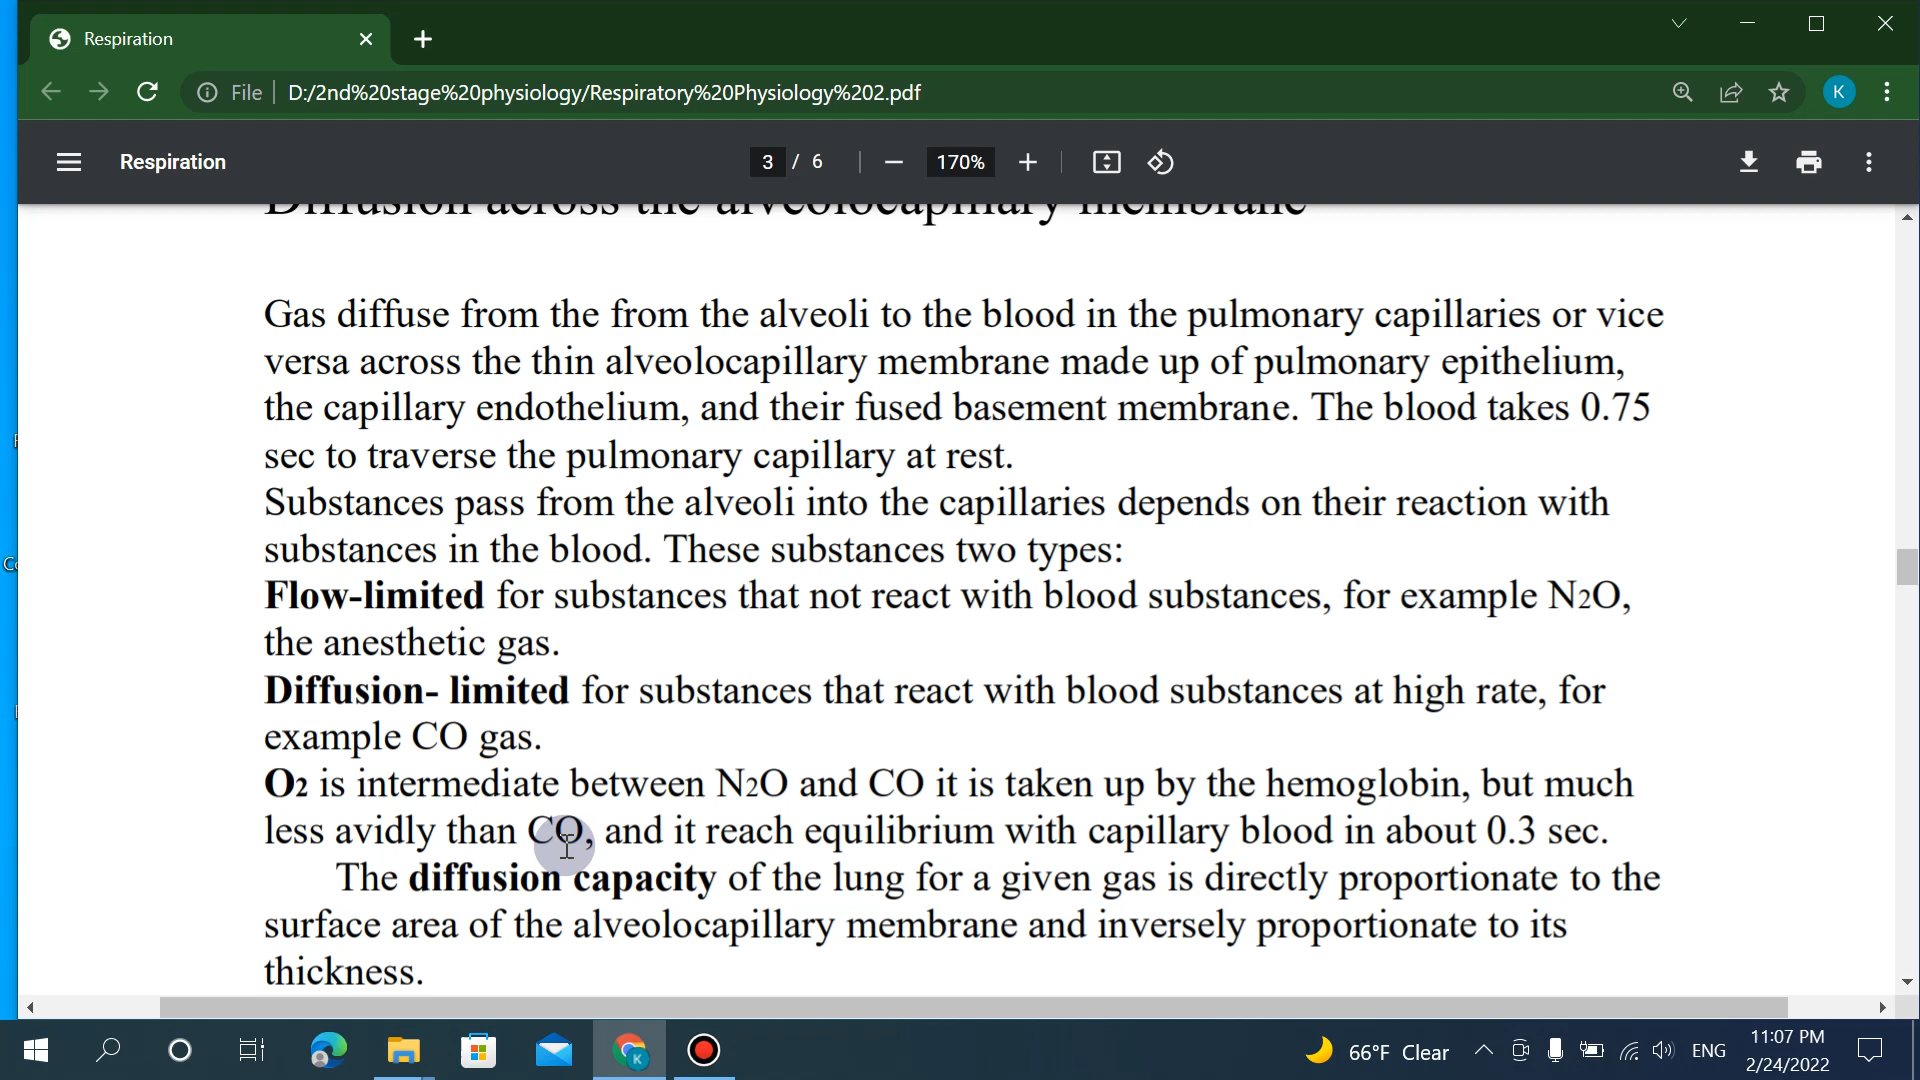 Respiration
File
D:/2nd%20stage%20physiology/Respiratory%20Physiology%202.pdf
K
Respiration
3 / 6
170%
Diffusion across the alveolocapillary membrane
Gas diffuse from the from the alveoli to the blood in the pulmonary capillaries or vice
versa across the thin alveolocapillary membrane made up of pulmonary epithelium,
the capillary endothelium, and their fused basement membrane. The blood takes 0.75
sec to traverse the pulmonary capillary at rest.
Substances pass from the alveoli into the capillaries depends on their reaction with
substances in the blood. These substances two types:
Flow-limited for substances that not react with blood substances, for example N2O,
the anesthetic gas.
Diffusion- limited for substances that react with blood substances at high rate, for
example CO gas.
O2 is intermediate between N2O and CO it is taken up by the hemoglobin, but much
less avidly than CO, and it reach equilibrium with capillary blood in about 0.3 sec.
The diffusion capacity of the lung for a given gas is directly proportionate to the
surface area of the alveolocapillary membrane and inversely proportionate to its
thickness.
K
66°F Clear
ENG
11:07 PM
2/24/2022